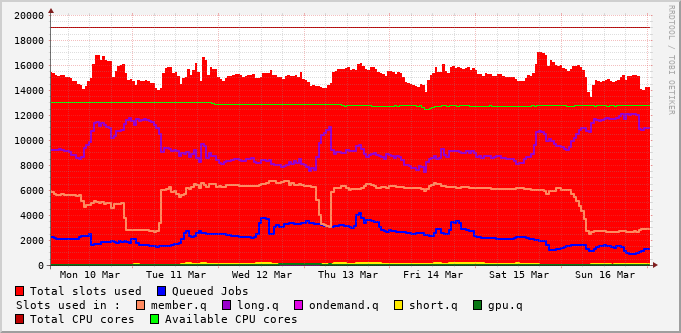 20000
18000
16000
14000
12000
10000
8000
6000
4000
2000
0
Mon 10 Mar Tue 11 Mar Wed 12 Mar Thu 13 Mar Fri 14 Mar Sat 15 Mar Sun 16 Mar
Total slots used Queued Jobs
Slots used in : member.q long.q ondemand.q short.q gpu.q
Total CPU cores Available CPU cores
RRDTOOL / TOBI OETIKER